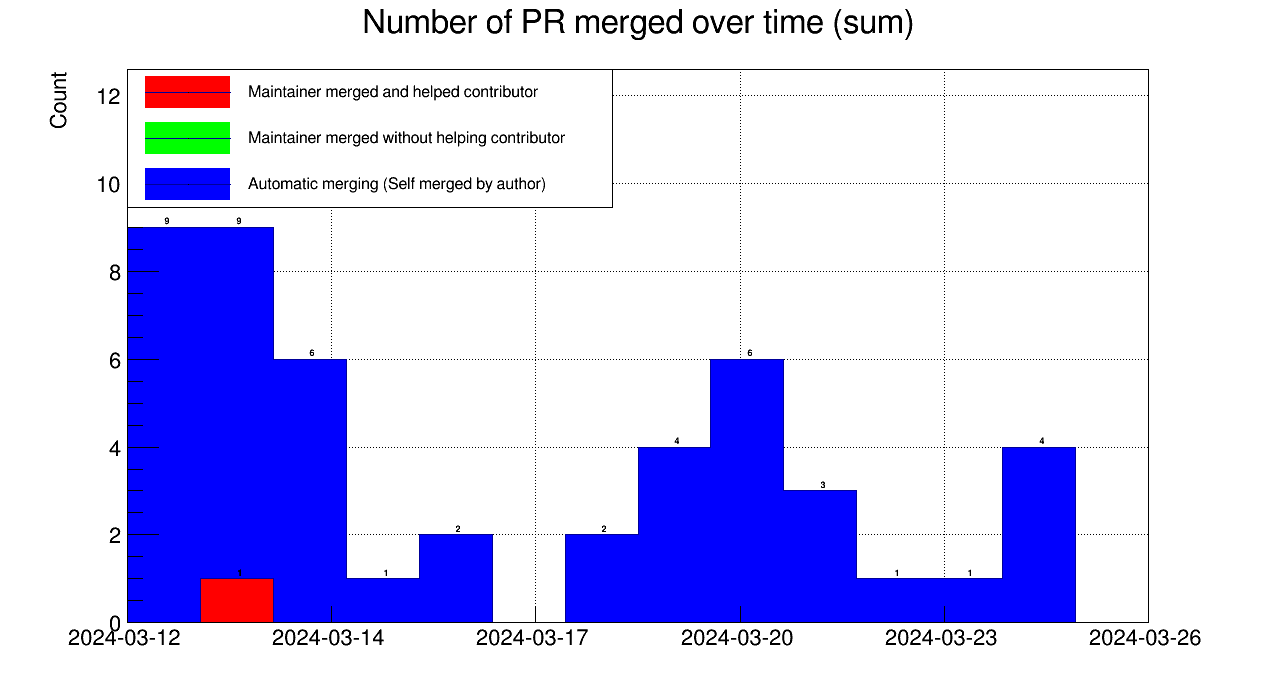 Number of PR merged over time (sum)
Count
Maintainer merged and helped contributor
Maintainer merged without helping contributor
Automatic merging (Self merged by author)
12
10
8
6
4
2
0
9 9 6 1 2 2 4 6 3 1 1 4
1
2024-03-12 2024-03-14 2024-03-17 2024-03-20 2024-03-23 2024-03-26